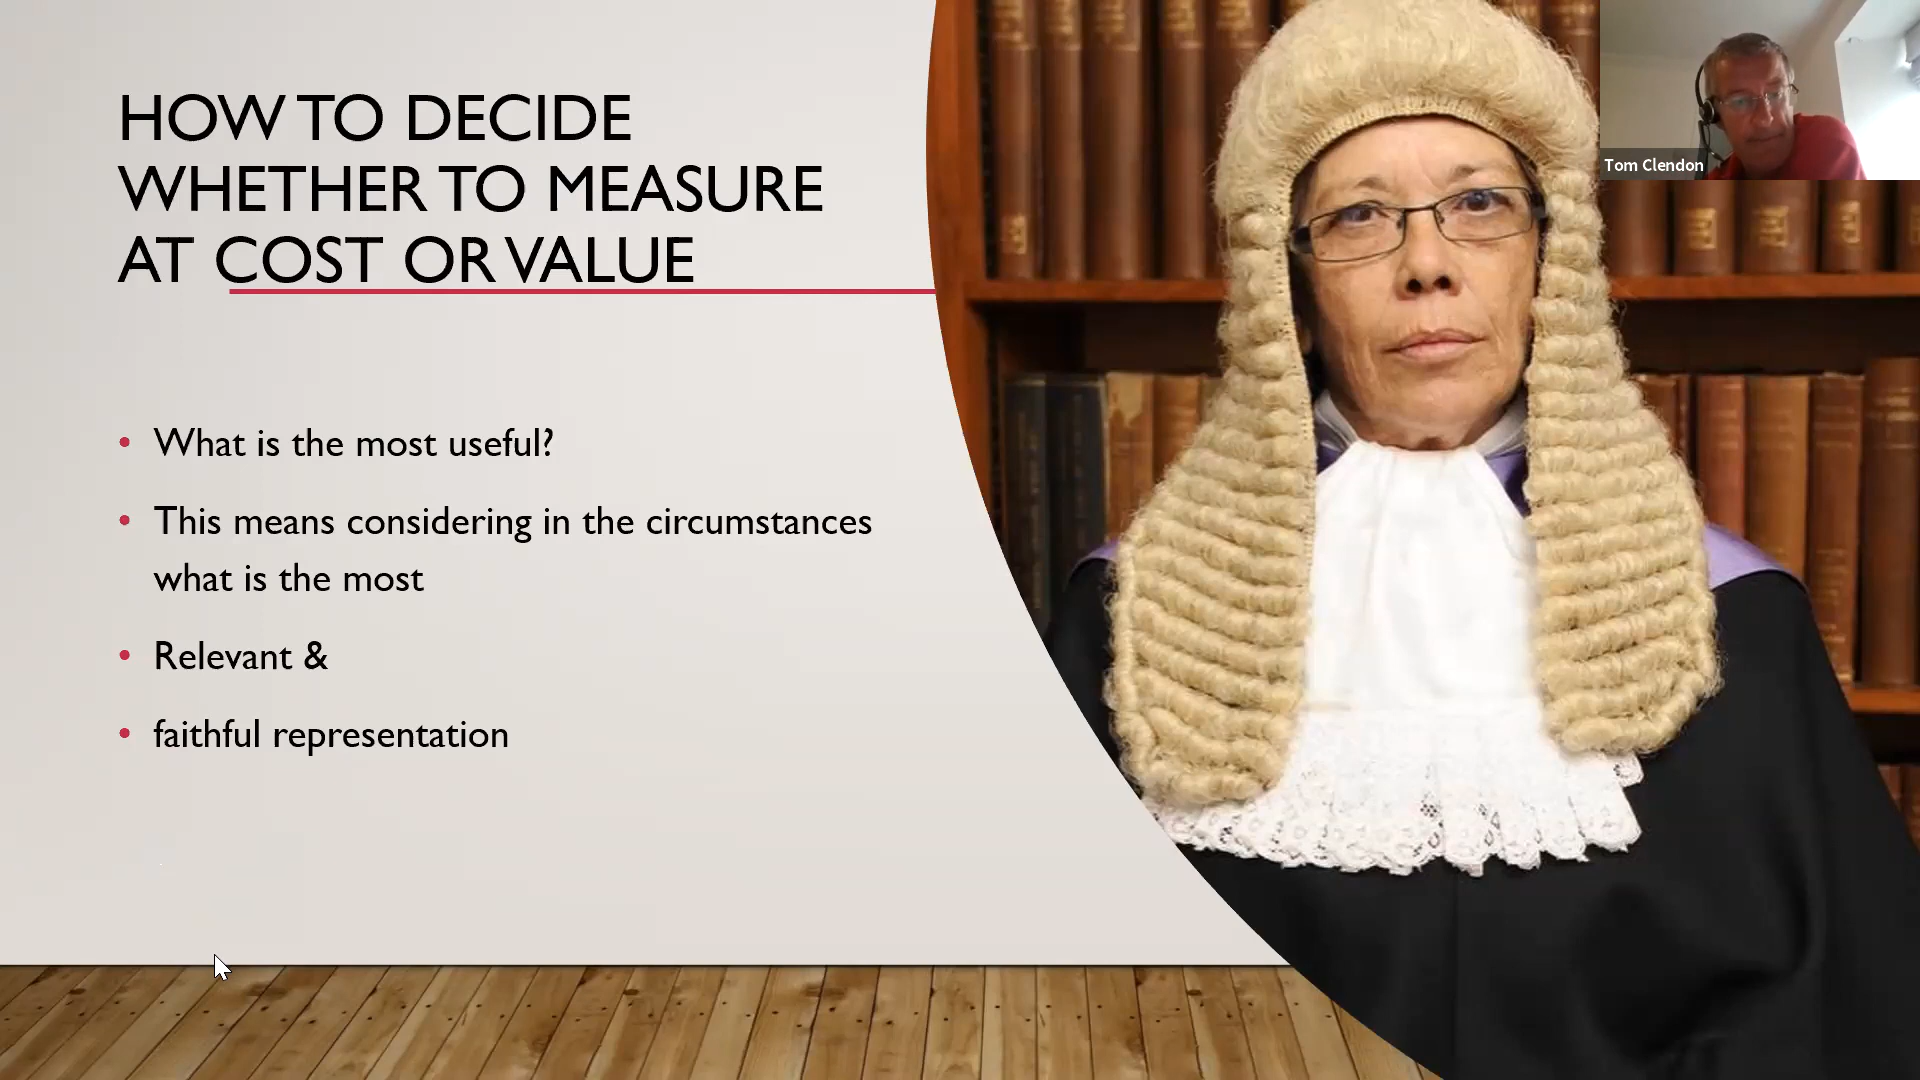 HOW TO DECIDE
WHETHER TO MEASURE
AT COST OR VALUE
• What is the most useful?
• This means considering in the circumstances
what is the most
• Relevant &
• faithful representation
Tom Clendon